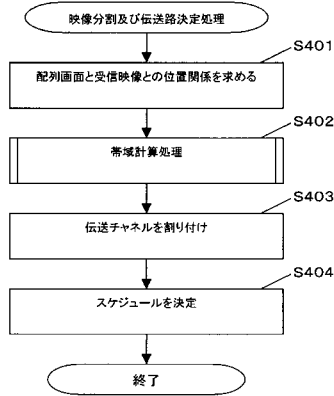 映像分割及び伝送路決定処理
S401
配列画面と受信映像との位置関係を求める
S402
帯域計算処理
S403
伝送チャネルを割り付け
S404
スケジュールを決定
終了